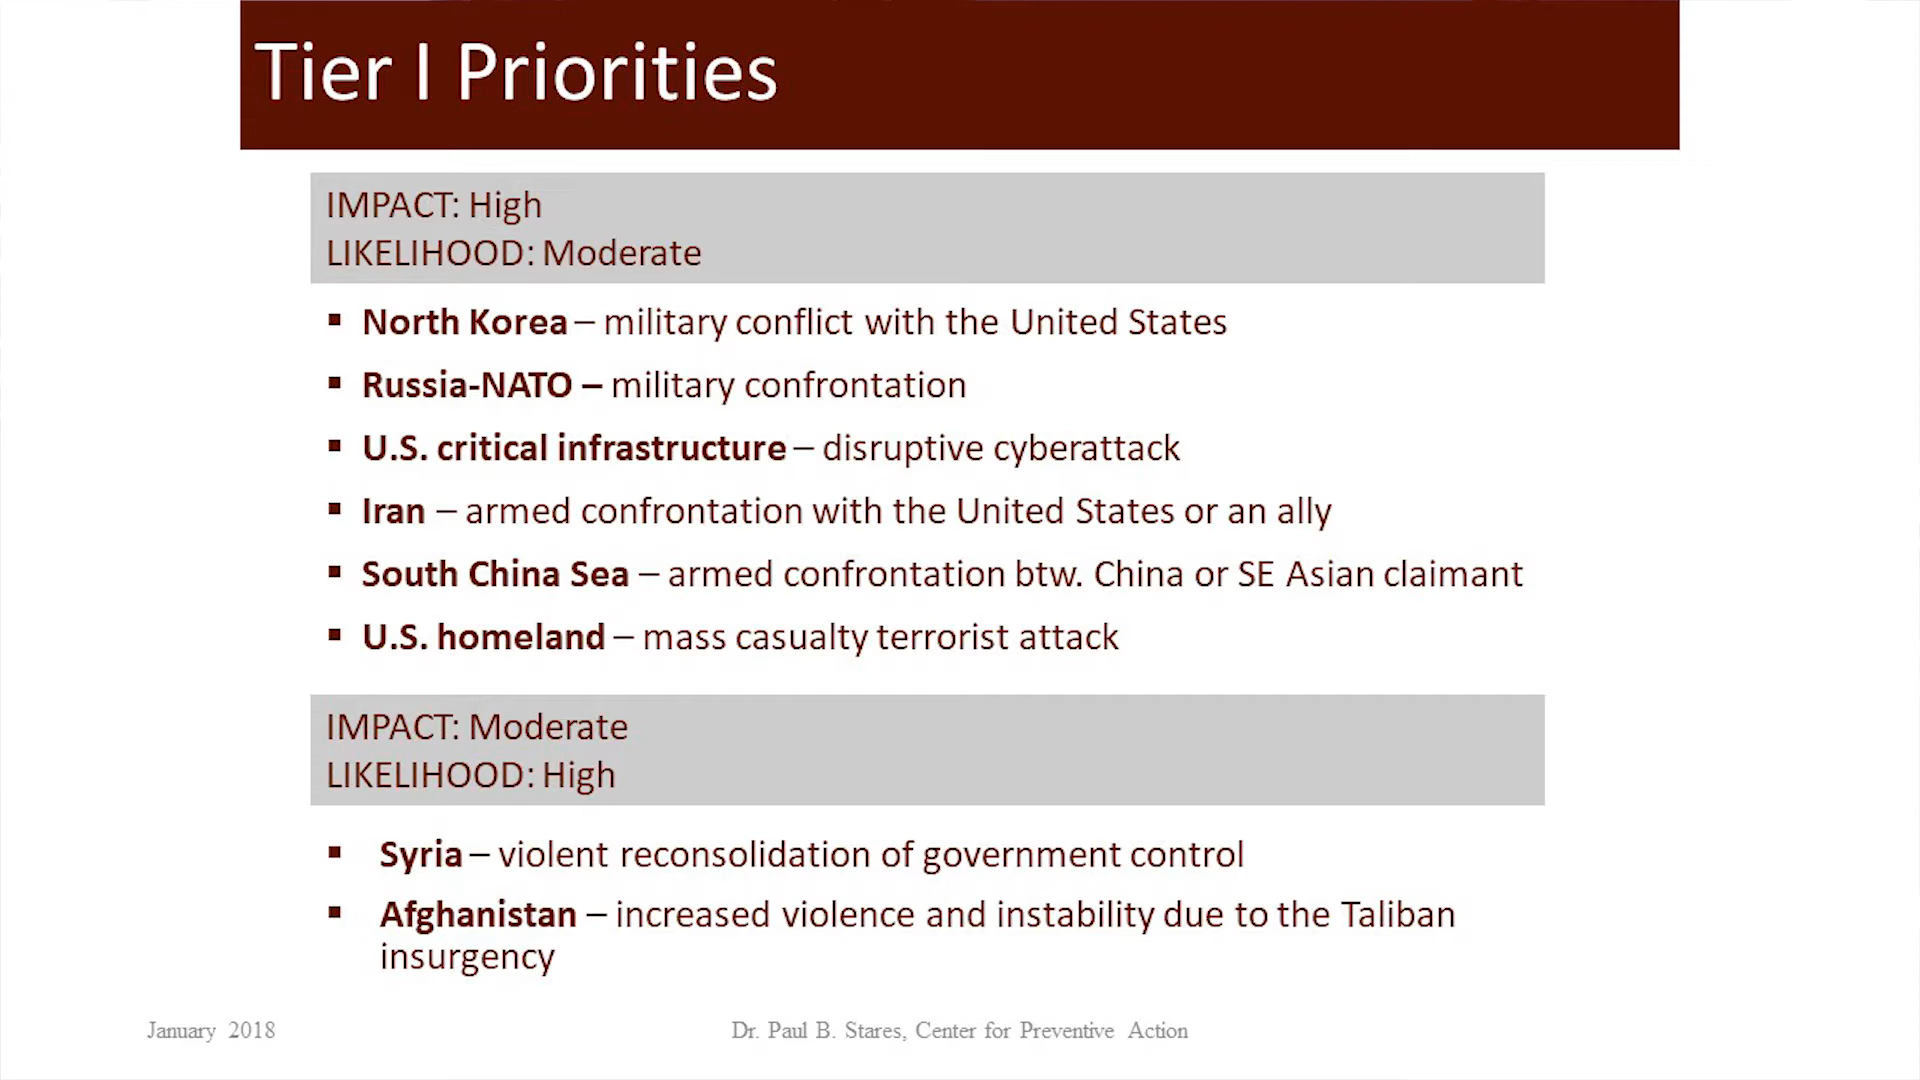 Tier I Priorities
IMPACT: High
LIKELIHOOD: Moderate
▪ North Korea – military conflict with the United States
▪ Russia-NATO – military confrontation
▪ U.S. critical infrastructure – disruptive cyberattack
▪ Iran – armed confrontation with the United States or an ally
▪ South China Sea – armed confrontation btw. China or SE Asian claimant
▪ U.S. homeland – mass casualty terrorist attack
IMPACT: Moderate
LIKELIHOOD: High
▪ Syria – violent reconsolidation of government control
▪ Afghanistan – increased violence and instability due to the Taliban
insurgency
January 2018
Dr. Paul B. Stares, Center for Preventive Action